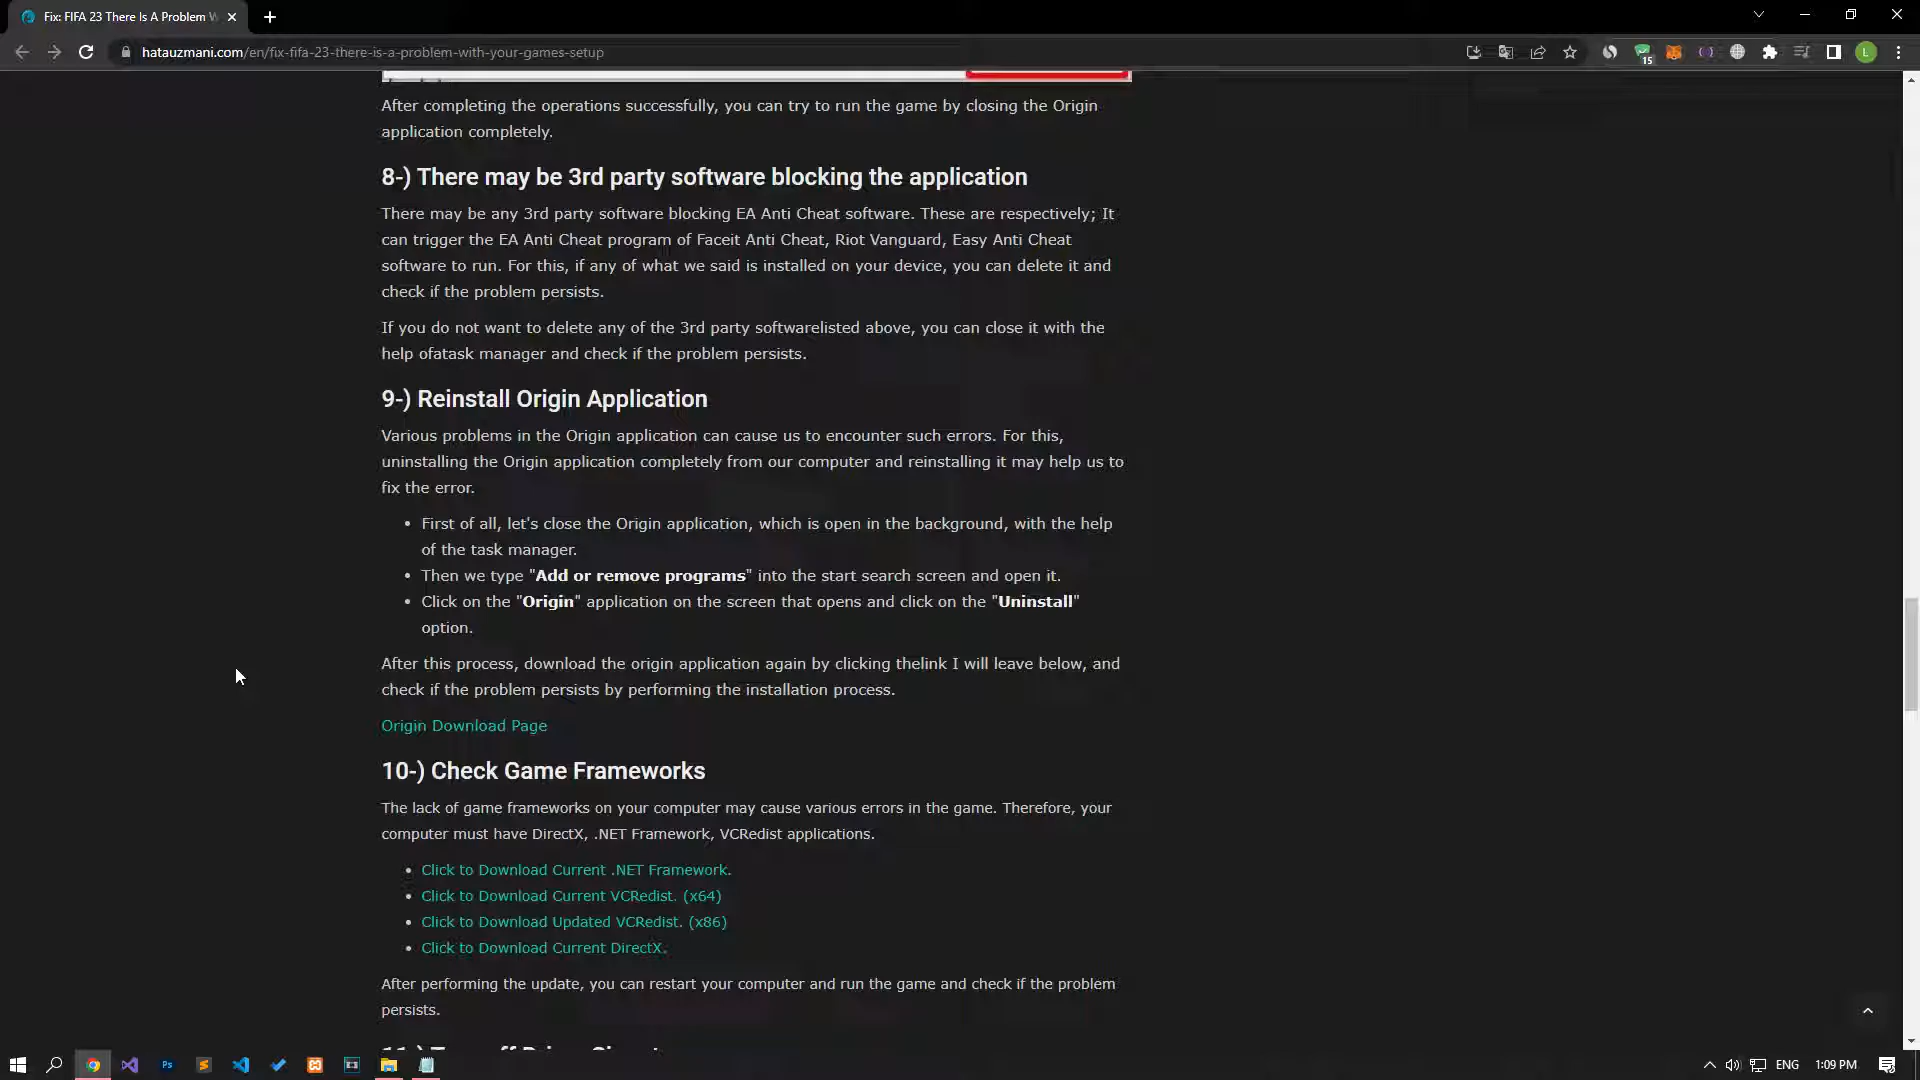 Fix: FIFA 23 There Is A Problem W
hatauzmani.com/en/fix-fifa-23-there-is-a-problem-with-your-games-setup
15
L
After completing the operations successfully, you can try to run the game by closing the Origin
application completely.
8-) There may be 3rd party software blocking the application
There may be any 3rd party software blocking EA Anti Cheat software. These are respectively; It
can trigger the EA Anti Cheat program of Faceit Anti Cheat, Riot Vanguard, Easy Anti Cheat
software to run. For this, if any of what we said is installed on your device, you can delete it and
check if the problem persists.
If you do not want to delete any of the 3rd party softwarelisted above, you can close it with the
help ofatask manager and check if the problem persists.
9-) Reinstall Origin Application
Various problems in the Origin application can cause us to encounter such errors. For this,
uninstalling the Origin application completely from our computer and reinstalling it may help us to
fix the error.
• First of all, let's close the Origin application, which is open in the background, with the help
of the task manager.
• Then we type "Add or remove programs" into the start search screen and open it.
• Click on the "Origin" application on the screen that opens and click on the "Uninstall"
option.
After this process, download the origin application again by clicking thelink I will leave below, and
check if the problem persists by performing the installation process.
Origin Download Page
10-) Check Game Frameworks
The lack of game frameworks on your computer may cause various errors in the game. Therefore, your
computer must have DirectX, .NET Framework, VCRedist applications.
• Click to Download Current .NET Framework.
• Click to Download Current VCRedist. (x64)
• Click to Download Updated VCRedist. (x86)
• Click to Download Current DirectX.
After performing the update, you can restart your computer and run the game and check if the problem
persists.
Ps
ENG
1:09 PM